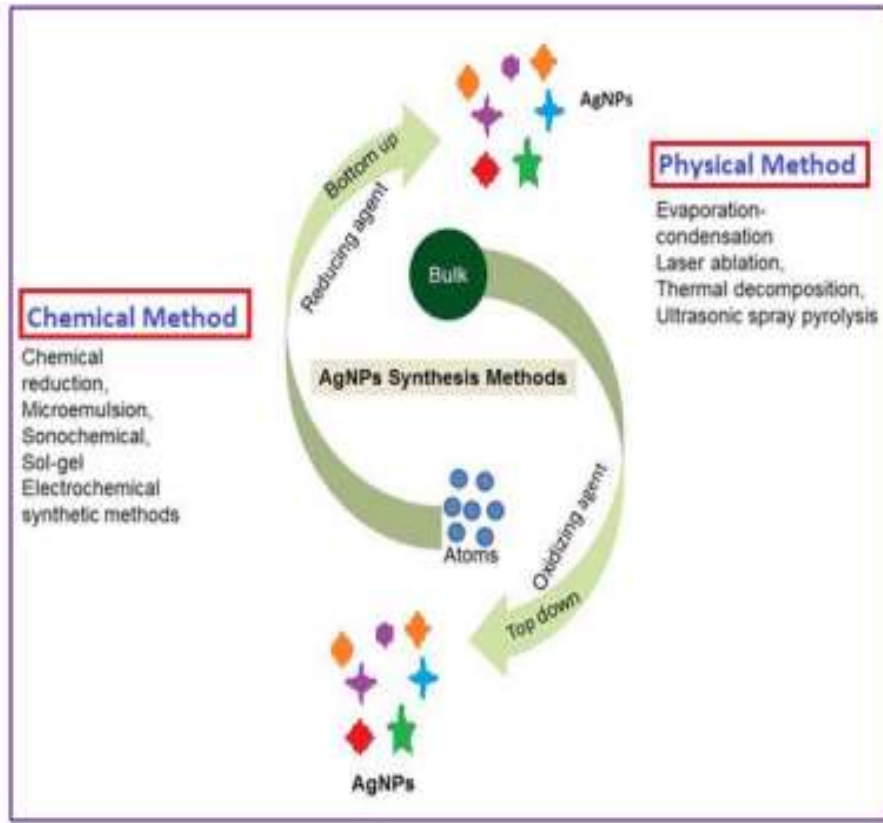 AgNPs
Bottom up
Reducing agent
Physical Method
Evaporation-
condensation
Laser ablation,
Thermal decomposition,
Ultrasonic spray pyrolysis
Bulk
Chemical Method
Chemical
reduction,
Microemulsion,
Sonochemical,
Sol-gel
Electrochemical
synthetic methods
AgNPs Synthesis Methods
Atoms
Oxidizing agent
Top down
AgNPs